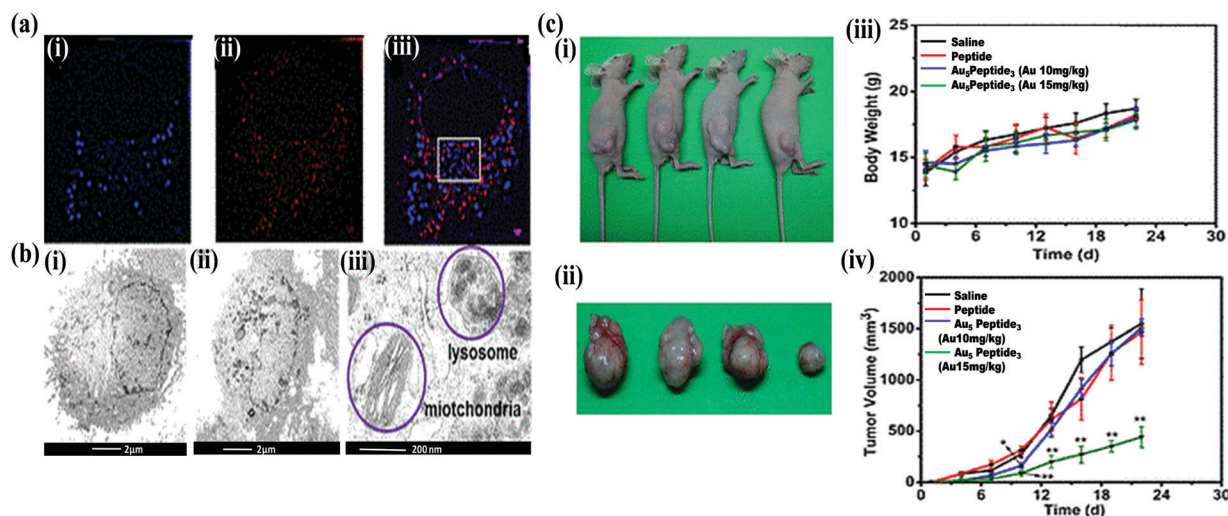 (a)
(i)
(ii)
(iii)
(b)
(i)
(ii)
(iii)
lysosome
miotchondria
2μm
2μm
200 nm
(c)
(i)
(ii)
(iii)
Saline
Peptide
Au₅Peptide₃ (Au 10mg/kg)
Au₅Peptide₃ (Au 15mg/kg)
Body Weight (g)
25
20
15
10
0 6 12 18 24 30
Time (d)
(iv)
Saline
Peptide
Au₅ Peptide₃
(Au10mg/kg)
Au₅ Peptide₃
(Au15mg/kg)
Tumor Volume (mm³)
2000
1500
1000
500
0
*
**
**
**
**
**
0 6 12 18 24 30
Time (d)